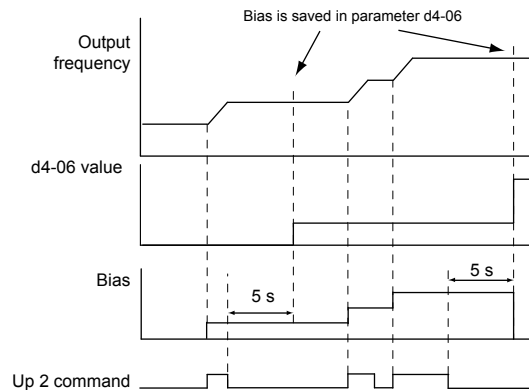 Bias is saved in parameter d4-06
Output
frequency
d4-06 value
Bias
5 s
5 s
Up 2 command